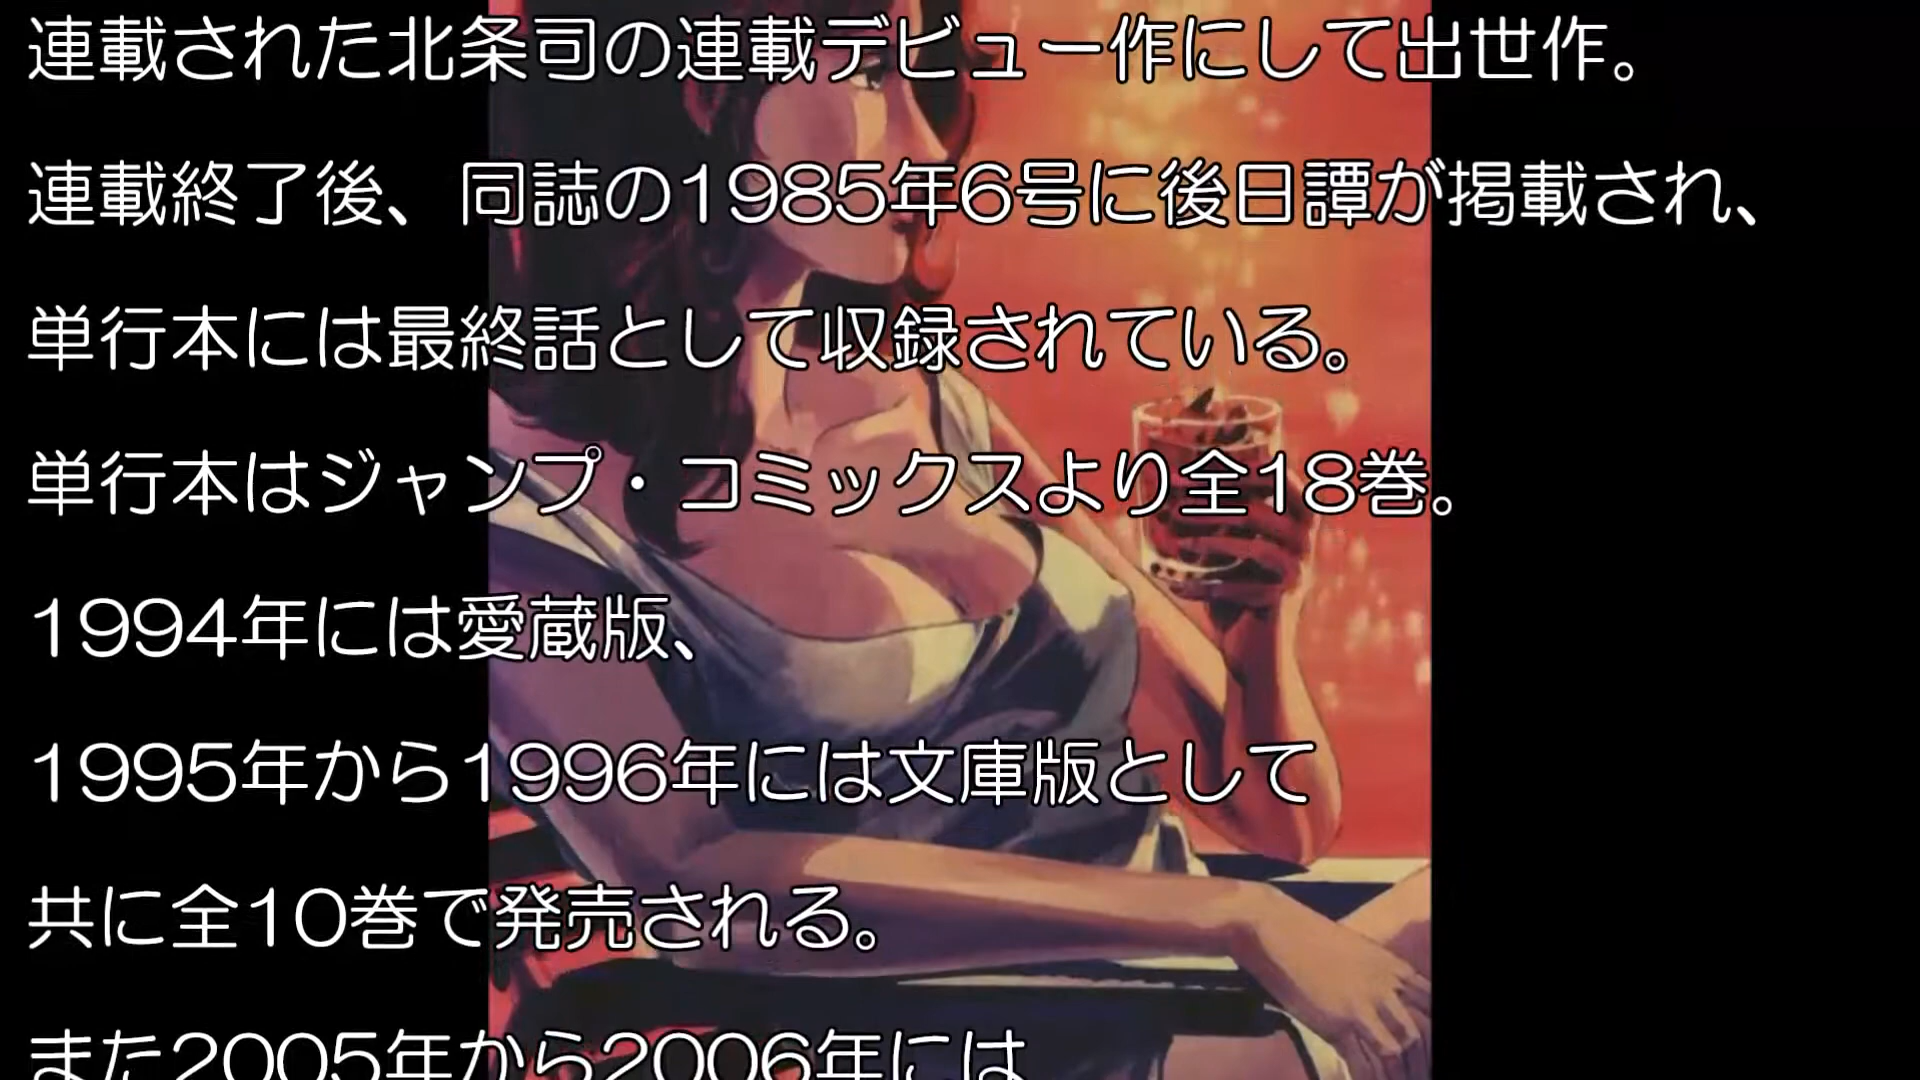 連載された北条司の連載デビュー作にして出世作。
連載終了後、同誌の1985年6号に後日譚が掲載され、
単行本には最終話として収録されている。
単行本はジャンプ・コミックスより全18巻。
1994年には愛蔵版、
1995年から1996年には文庫版として
共に全10巻で発売される。
また2005年から2006年には